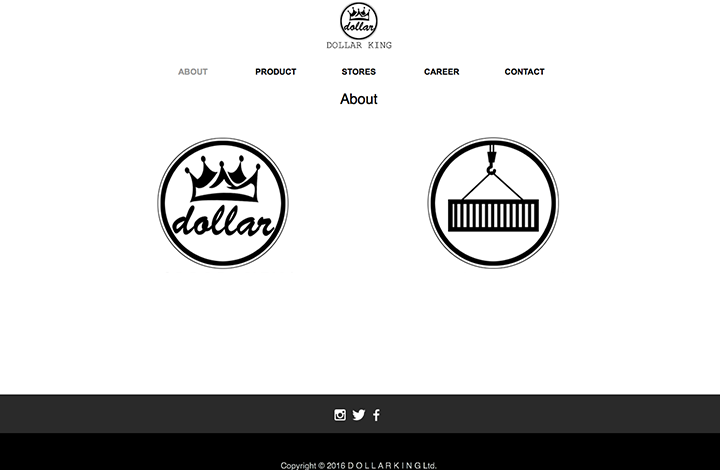 dollar
DOLLAR KING
ABOUT PRODUCT STORES CAREER CONTACT
About
dollar
Copyright © 2016 D O L L A R K I N G Ltd.